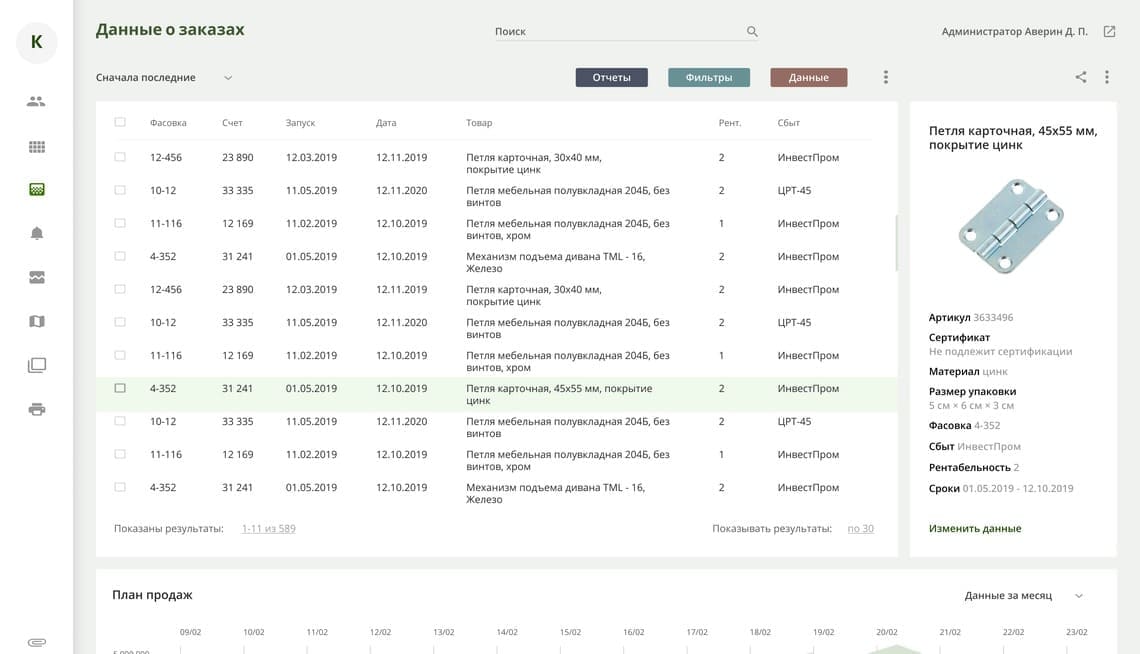 К
Данные о заказах
Поиск
Администратор Аверин Д. П.
Сначала последние
Отчеты
Фильтры
Данные
Фасовка Счет Запуск Дата Товар Рент. Сбыт
12-456 23 890 12.03.2019 12.11.2019 Петля карточная, 30х40 мм, 2 ИнвестПром
покрытие цинк
10-12 33 335 11.05.2019 12.11.2020 Петля мебельная полувкладная 204Б, без 2 ЦРТ-45
винтов
11-116 12 169 11.02.2019 12.10.2019 Петля мебельная полувкладная 204Б, без 1 ИнвестПром
винтов, хром
4-352 31 241 01.05.2019 12.10.2019 Механизм подъема дивана TML - 16, 2 ИнвестПром
Железо
12-456 23 890 12.03.2019 12.11.2019 Петля карточная, 30х40 мм, 2 ИнвестПром
покрытие цинк
10-12 33 335 11.05.2019 12.11.2020 Петля мебельная полувкладная 204Б, без 2 ЦРТ-45
винтов
11-116 12 169 11.02.2019 12.10.2019 Петля мебельная полувкладная 204Б, без 1 ИнвестПром
винтов, хром
4-352 31 241 01.05.2019 12.10.2019 Петля карточная, 45х55 мм, покрытие 2 ИнвестПром
цинк
10-12 33 335 11.05.2019 12.11.2020 Петля мебельная полувкладная 204Б, без 2 ЦРТ-45
винтов
11-116 12 169 11.02.2019 12.10.2019 Петля мебельная полувкладная 204Б, без 1 ИнвестПром
винтов, хром
4-352 31 241 01.05.2019 12.10.2019 Механизм подъема дивана TML - 16, 2 ИнвестПром
Железо
Показаны результаты: 1-11 из 589
Показывать результаты: по 30
Петля карточная, 45х55 мм,
покрытие цинк
Артикул 3633496
Сертификат
Не подлежит сертификации
Материал цинк
Размер упаковки
5 см × 6 см × 3 см
Фасовка 4-352
Сбыт ИнвестПром
Рентабельность 2
Сроки 01.05.2019 - 12.10.2019
Изменить данные
План продаж
Данные за месяц
09/02 10/02 11/02 12/02 13/02 14/02 15/02 16/02 17/02 18/02 19/02 20/02 21/02 22/02 23/02